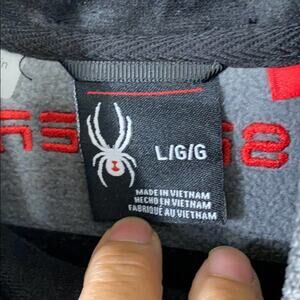 L/G/G
MADE IN VIETNAM
HECHO EN VIETNAM
FABRIQUÉ AU VIETNAM